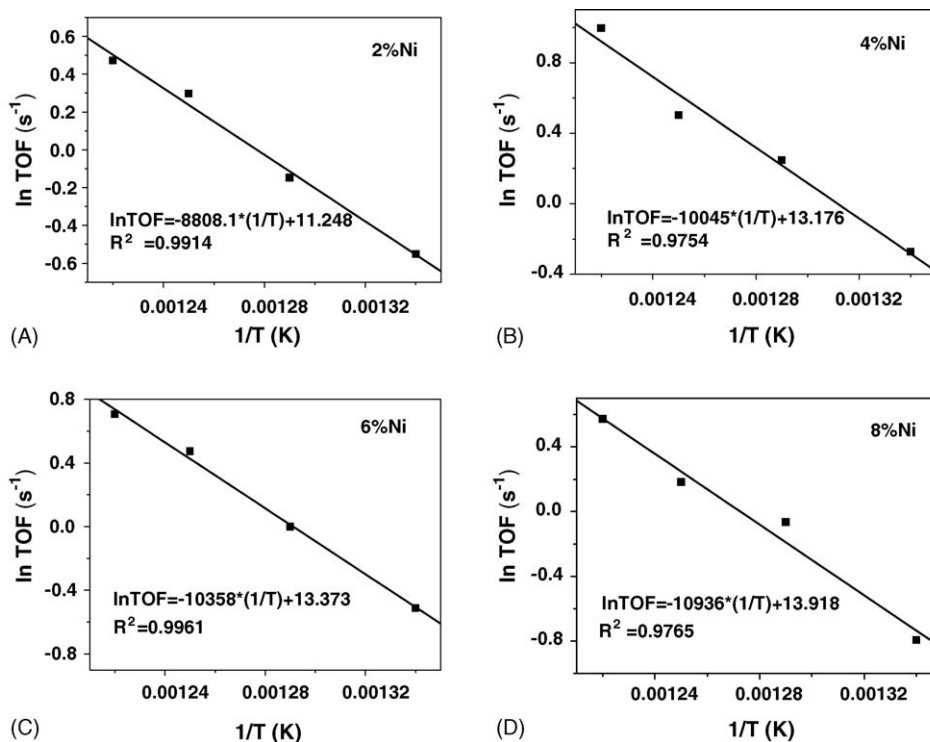 0.6
0.4
0.2
0.0
-0.2
-0.4
-0.6
ln TOF (s⁻¹)
2%Ni
lnTOF=-8808.1*(1/T)+11.248
R² =0.9914
0.00124 0.00128 0.00132
1/T (K)
(A)
0.8
0.4
0.0
-0.4
ln TOF (s⁻¹)
4%Ni
lnTOF=-10045*(1/T)+13.176
R² =0.9754
0.00124 0.00128 0.00132
1/T (K)
(B)
0.8
0.4
0.0
-0.4
-0.8
ln TOF (s⁻¹)
6%Ni
lnTOF=-10358*(1/T)+13.373
R²=0.9961
0.00124 0.00128 0.00132
1/T (K)
(C)
0.4
0.0
-0.4
-0.8
ln TOF (s⁻¹)
8%Ni
lnTOF=-10936*(1/T)+13.918
R²=0.9765
0.00124 0.00128 0.00132
1/T (K)
(D)